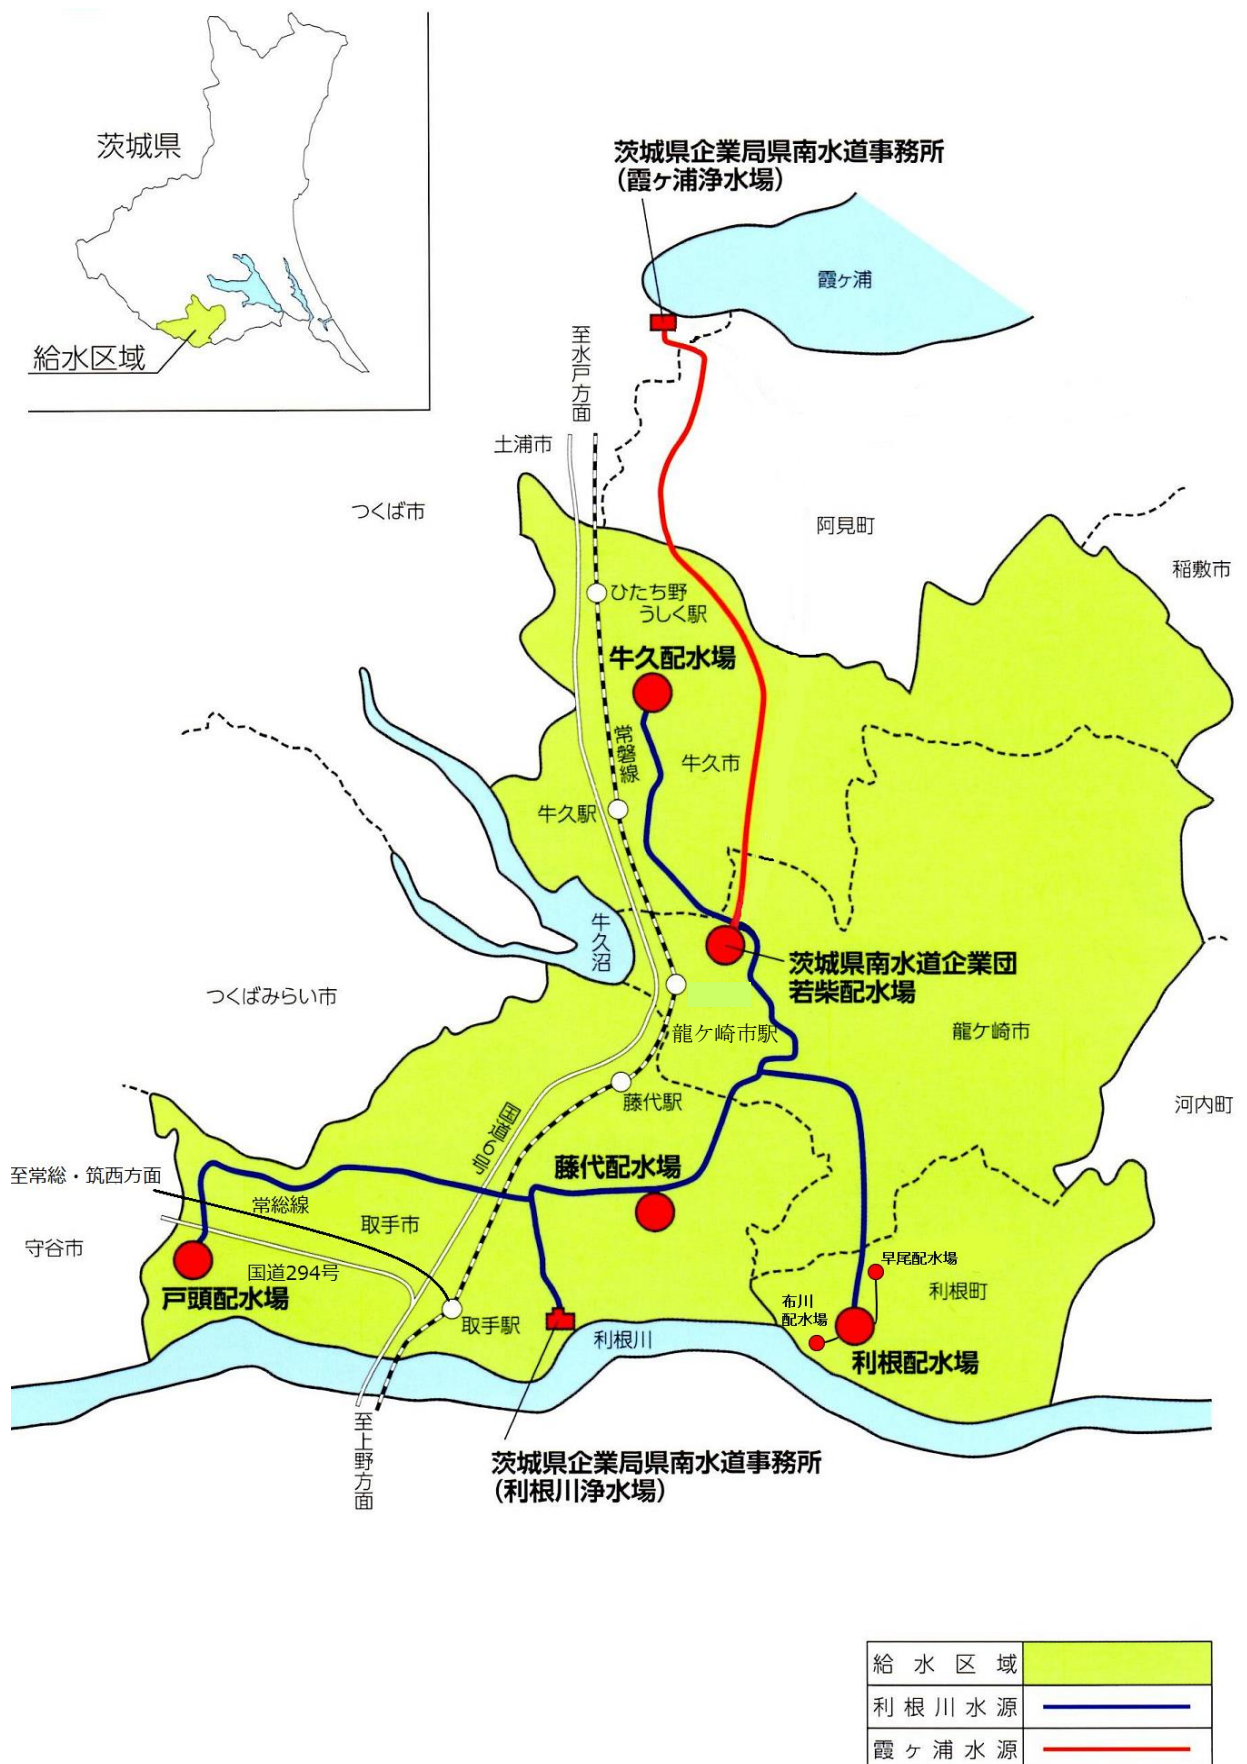 茨城県
給水区域
茨城県企業局県南水道事務所
(霞ヶ浦浄水場)
霞ヶ浦
至水戸方面
土浦市
つくば市
阿見町
稲敷市
ひたち野
うしく駅
牛久配水場
常磐線
牛久市
牛久駅
牛久沼
茨城県南水道企業団
若柴配水場
つくばみらい市
龍ケ崎市駅
龍ケ崎市
藤代駅
河内町
国道6号
至常総・筑西方面
藤代配水場
常総線
取手市
守谷市
国道294号
戸頭配水場
早尾配水場
利根町
布川
配水場
取手駅
利根川
利根配水場
至上野方面
茨城県企業局県南水道事務所
(利根川浄水場)
給水区域
利根川水源
霞ヶ浦水源